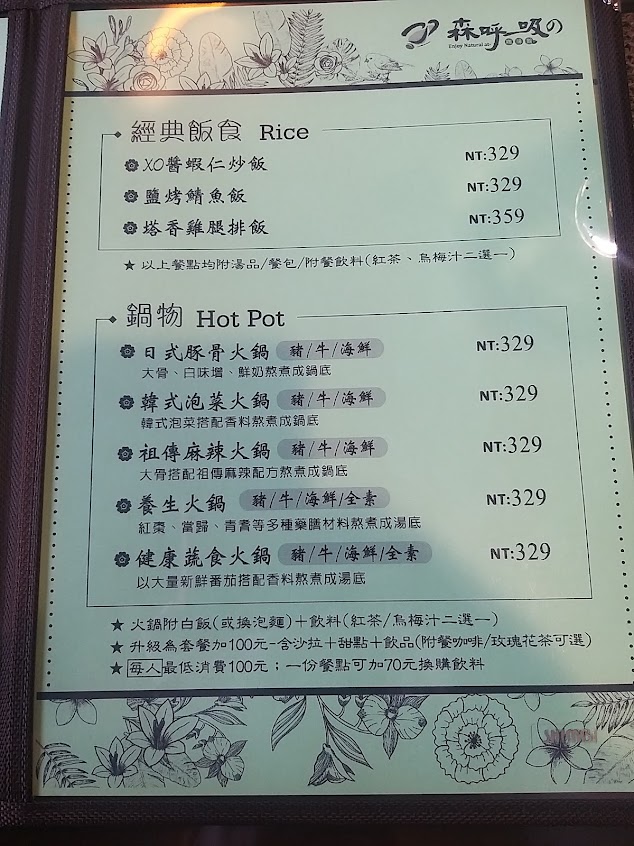 森呼吸の
Enjoy Natural at
經典飯食 Rice
XO醬蝦仁炒飯 NT:329
鹽烤鯖魚飯 NT:329
塔香雞腿排飯 NT:359
★ 以上餐點均附湯品/餐包/附餐飲料(紅茶、烏梅汁二選一)
鍋物 Hot Pot
日式豚骨火鍋 豬/牛/海鮮 NT:329
大骨、白味增、鮮奶熬煮成鍋底
韓式泡菜火鍋 豬/牛/海鮮 NT:329
韓式泡菜搭配香料熬煮成鍋底
祖傳麻辣火鍋 豬/牛/海鮮 NT:329
大骨搭配祖傳麻辣配方熬煮成鍋底
養生火鍋 豬/牛/海鮮/全素 NT:329
紅棗、當歸、青耆等多種藥膳材料熬煮成湯底
健康蔬食火鍋 豬/牛/海鮮/全素 NT:329
以大量新鮮番茄搭配香料熬煮成湯底
★ 火鍋附白飯(或換泡麵)＋飲料(紅茶/烏梅汁二選一)
★ 升級為套餐加100元-含沙拉＋甜點＋飲品(附餐咖啡/玫瑰花茶可選)
★ 每人最低消費100元；一份餐點可加70元換購飲料